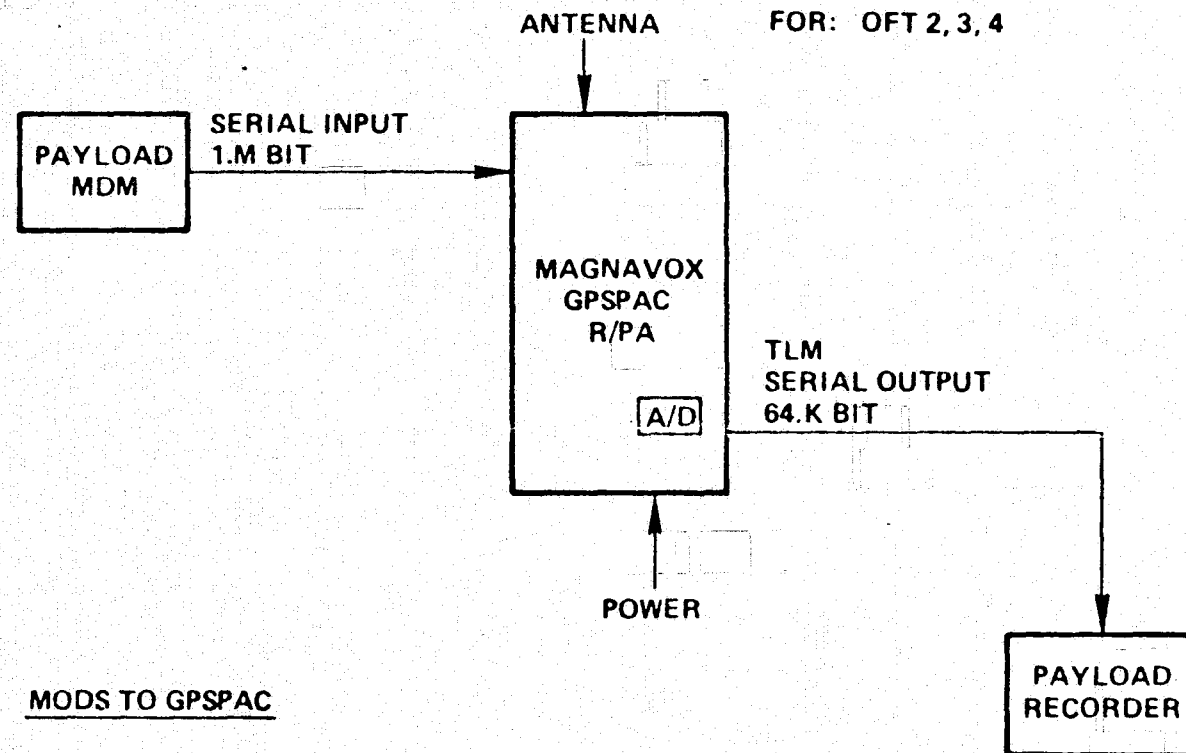 ANTENNA
FOR: OFT 2, 3, 4
SERIAL INPUT
1.M BIT
PAYLOAD
MDM
MAGNAVOX
GPSPAC
R/PA
A/D
TLM
SERIAL OUTPUT
64.K BIT
POWER
PAYLOAD
RECORDER
MODS TO GPSPAC